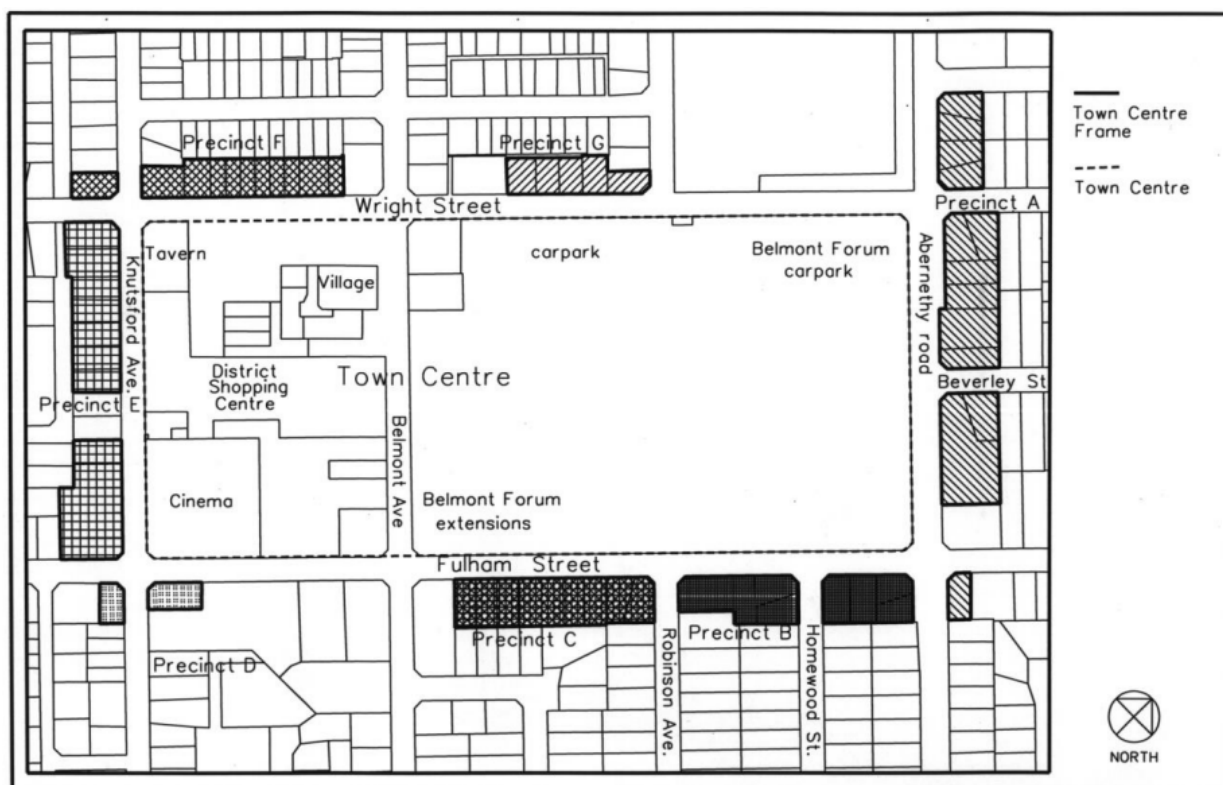 Town Centre
Frame
Town Centre
Precinct F
Precinct G
Wright Street
Precinct A
Tavern
Knutsford Ave.
Village
carpark
Belmont Forum
carpark
Abernethy road
District
Shopping
Centre
Town Centre
Beverley St
Precinct E
Belmont Ave
Cinema
Belmont Forum
extensions
Fulham Street
Precinct D
Precinct C
Robinson Ave.
Precinct B
Homewood St.
NORTH